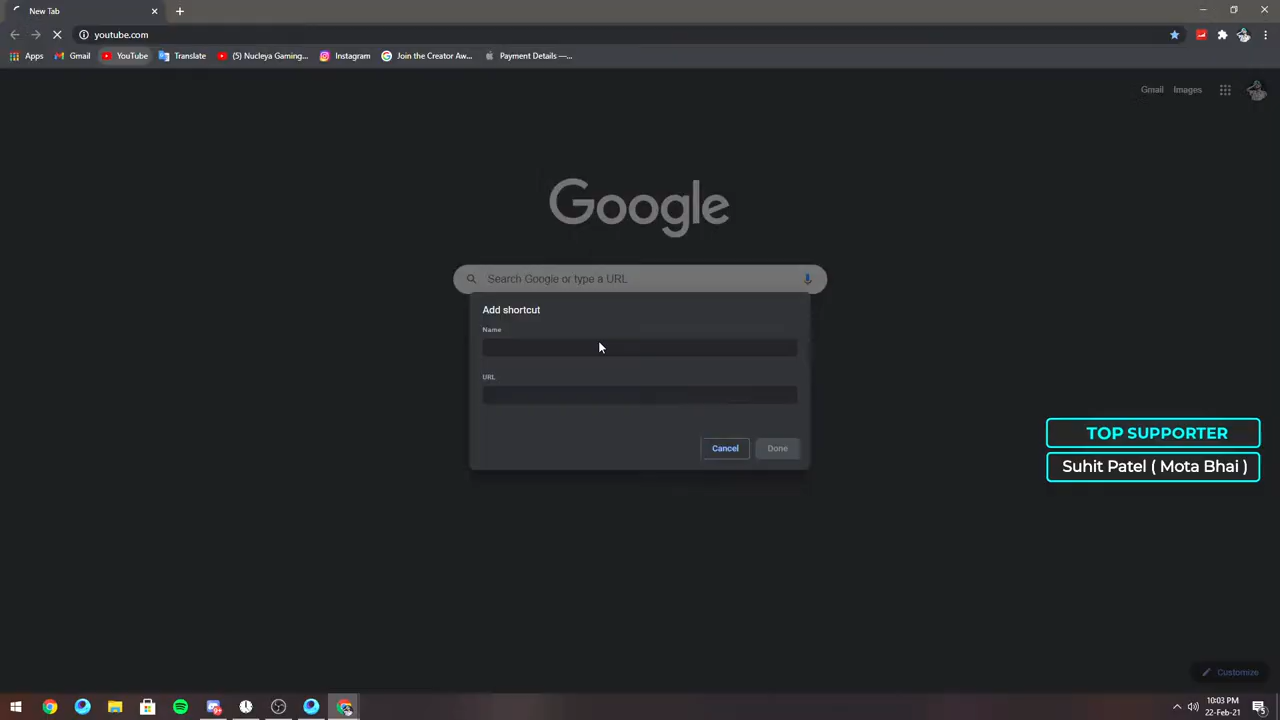 New Tab
youtube.com
Apps Gmail YouTube Translate (5) Nucleya Gaming... Instagram Join the Creator Aw... Payment Details —...
Gmail Images
Google
Search Google or type a URL
Add shortcut
Name
URL
Cancel Done
TOP SUPPORTER
Suhit Patel ( Mota Bhai )
Customize
10:03 PM
22-Feb-21